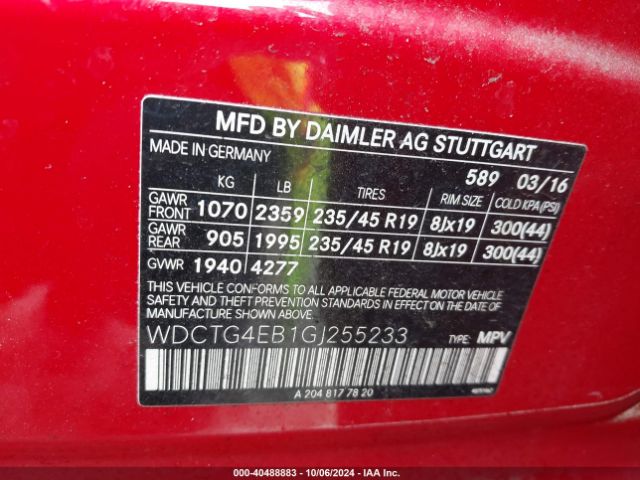 MFD BY DAIMLER AG STUTTGART
MADE IN GERMANY 589 03/16
KG LB TIRES RIM SIZE COLD KPA(PSI)
GAWR FRONT 1070 2359 235/45 R19 8Jx19 300(44)
GAWR REAR 905 1995 235/45 R19 8Jx19 300(44)
GVWR 1940 4277
THIS VEHICLE CONFORMS TO ALL APPLICABLE FEDERAL MOTOR VEHICLE
SAFETY STANDARDS AND THEFT PREVENTION STANDARDS IN EFFECT ON THE DATE OF
MANUFACTURE SHOWN ABOVE.
WDCTG4EB1GJ255233 TYPE: MPV
A 204 817 78 20
© (0) - 40488883 - 10/06/2024 - IAA Inc.